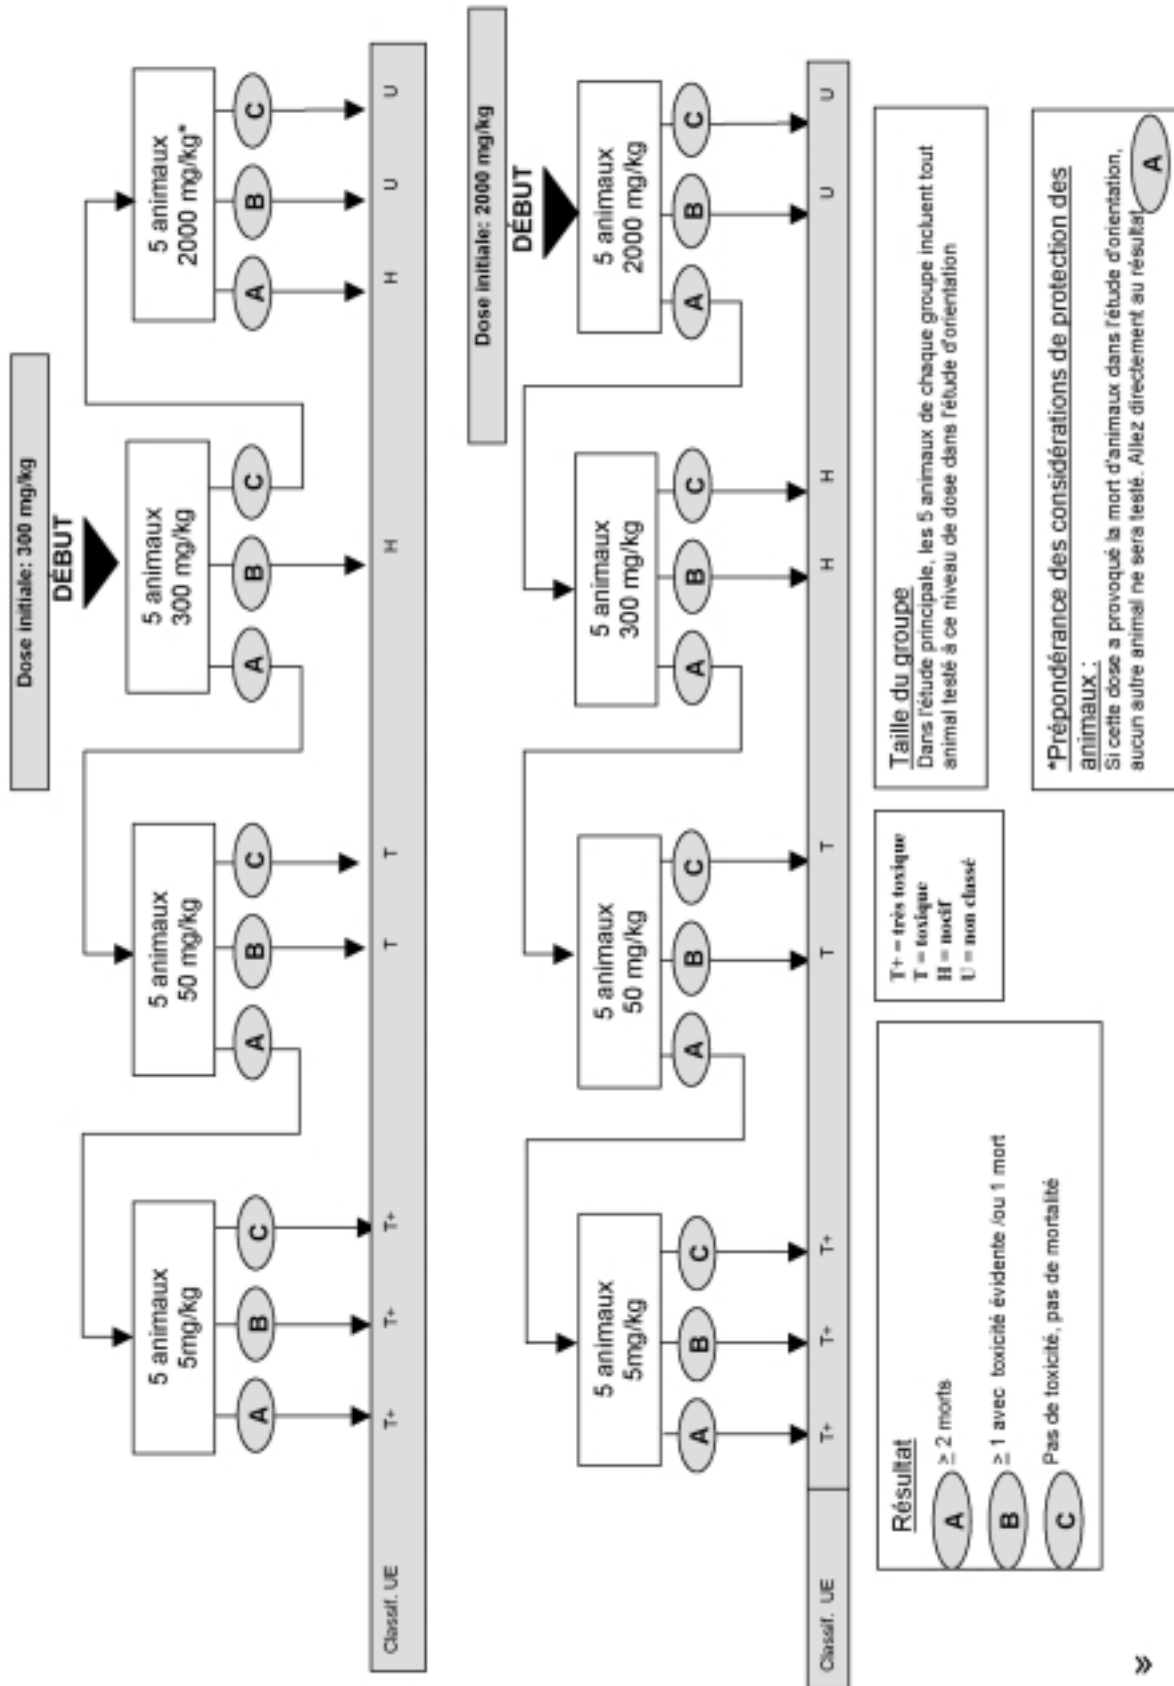 Dose initiale: 300 mg/kg
DÉBUT
5 animaux
5mg/kg
5 animaux
50 mg/kg
5 animaux
300 mg/kg
5 animaux
2000 mg/kg*
A
B
C
A
B
C
A
B
C
A
B
C
Classif. UE
T+
T+
T+
T
T
H
H
U
U
Dose initiale: 2000 mg/kg
DÉBUT
5 animaux
5mg/kg
5 animaux
50 mg/kg
5 animaux
300 mg/kg
5 animaux
2000 mg/kg
A
B
C
A
B
C
A
B
C
A
B
C
Classif. UE
T+
T+
T+
T
T
H
H
U
U
Résultat
A
≥ 2 morts
B
≥ 1 avec toxicité évidente /ou 1 mort
C
Pas de toxicité, pas de mortalité
T+ = très toxique
T = toxique
H = nocif
U = non classé
Taille du groupe
Dans l'étude principale, les 5 animaux de chaque groupe incluent tout
animal testé à ce niveau de dose dans l'étude d'orientation
*Prépondérance des considérations de protection des
animaux :
Si cette dose a provoqué la mort d'animaux dans l'étude d'orientation,
aucun autre animal ne sera testé. Allez directement au résultat
A
»